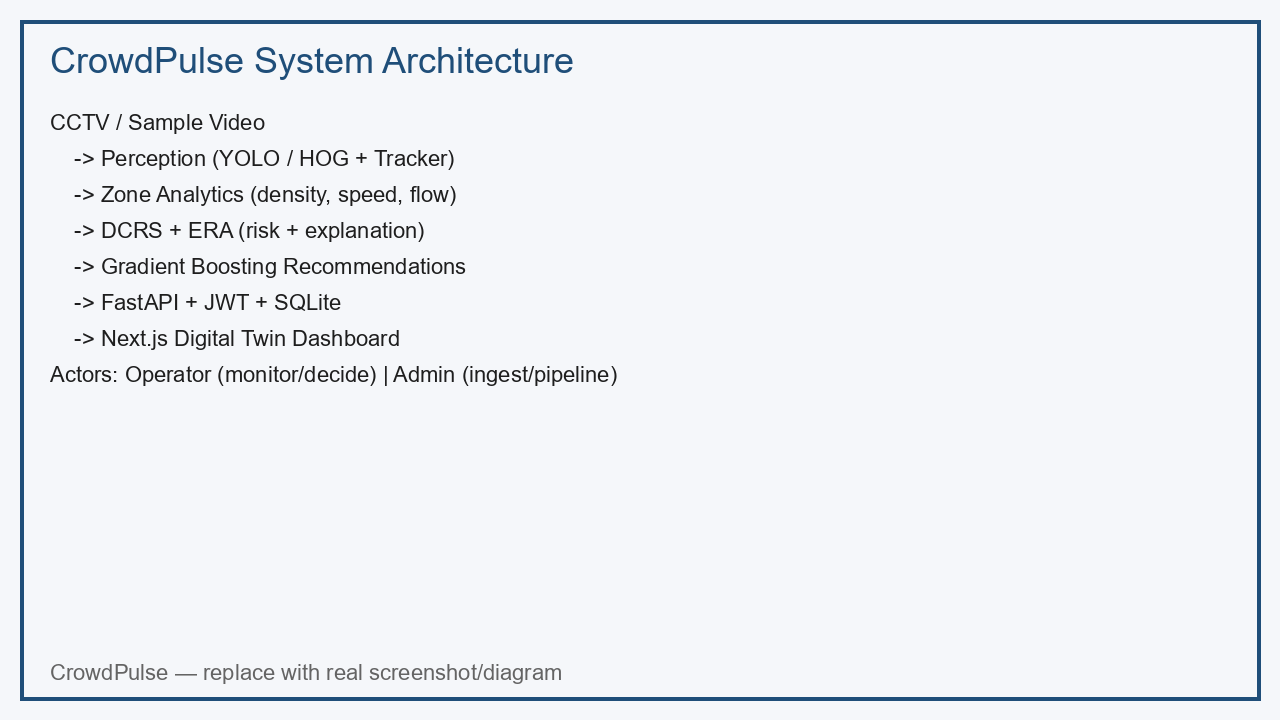 CrowdPulse System Architecture
CCTV / Sample Video
-> Perception (YOLO / HOG + Tracker)
-> Zone Analytics (density, speed, flow)
-> DCRS + ERA (risk + explanation)
-> Gradient Boosting Recommendations
-> FastAPI + JWT + SQLite
-> Next.js Digital Twin Dashboard
Actors: Operator (monitor/decide) | Admin (ingest/pipeline)
CrowdPulse — replace with real screenshot/diagram